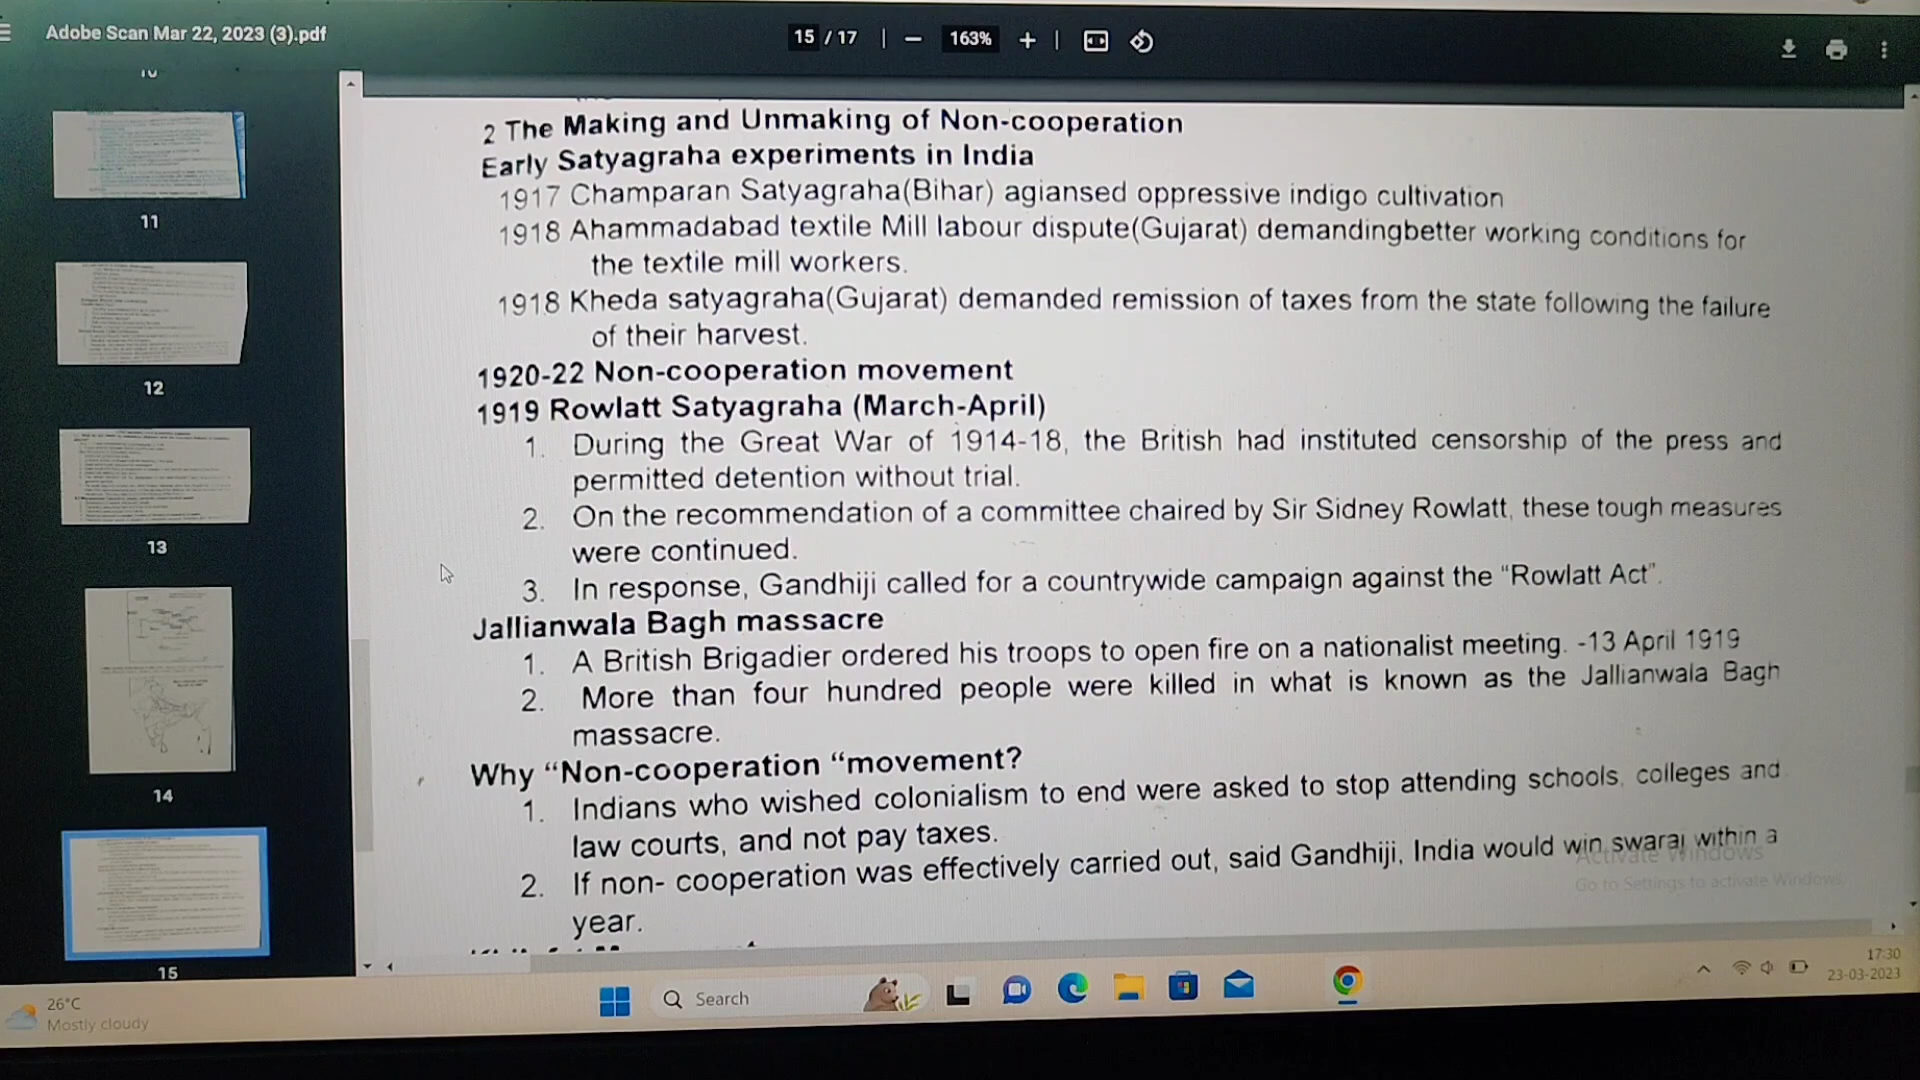 Adobe Scan Mar 22, 2023 (3).pdf
15 / 17
163%
11
12
13
14
15
2 The Making and Unmaking of Non-cooperation
Early Satyagraha experiments in India
1917 Champaran Satyagraha(Bihar) agiansed oppressive indigo cultivation
1918 Ahammadabad textile Mill labour dispute(Gujarat) demandingbetter working conditions for
the textile mill workers.
1918 Kheda satyagraha(Gujarat) demanded remission of taxes from the state following the failure
of their harvest.
1920-22 Non-cooperation movement
1919 Rowlatt Satyagraha (March-April)
1. During the Great War of 1914-18, the British had instituted censorship of the press and
permitted detention without trial.
2. On the recommendation of a committee chaired by Sir Sidney Rowlatt, these tough measures
were continued.
3. In response, Gandhiji called for a countrywide campaign against the “Rowlatt Act”.
Jallianwala Bagh massacre
1. A British Brigadier ordered his troops to open fire on a nationalist meeting. -13 April 1919
2. More than four hundred people were killed in what is known as the Jallianwala Bagh
massacre.
Why “Non-cooperation “movement?
1. Indians who wished colonialism to end were asked to stop attending schools, colleges and
law courts, and not pay taxes.
2. If non- cooperation was effectively carried out, said Gandhiji, India would win swaraj within a
year.
Activate Windows
Go to Settings to activate Windows.
26°C
Mostly cloudy
Search
17:30
23-03-2023